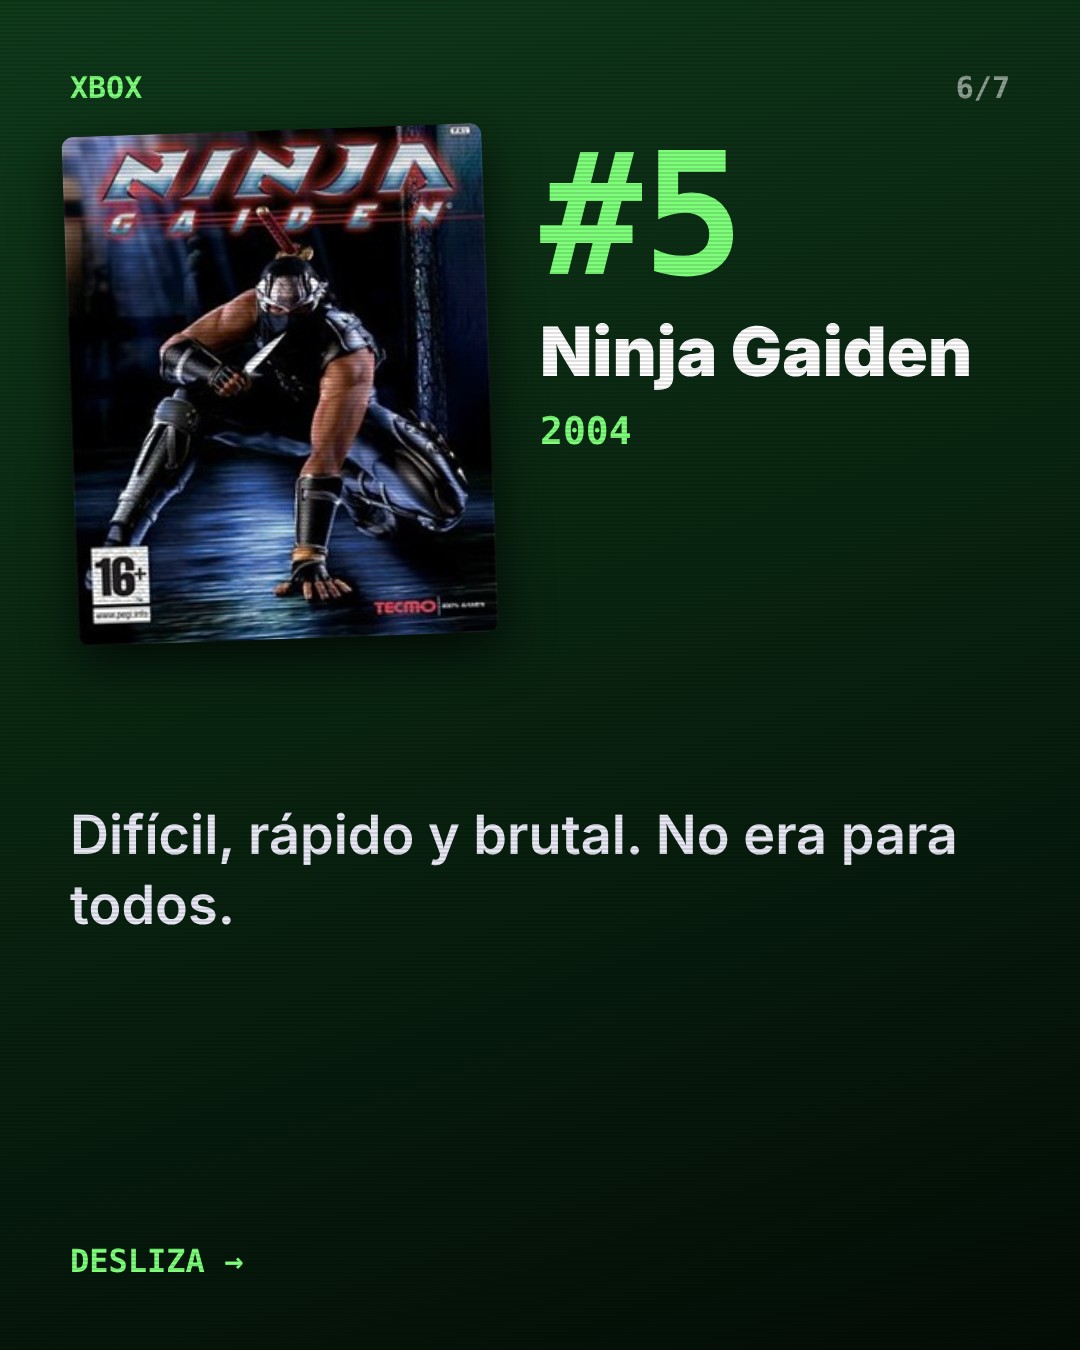 XBOX
6/7
NINJA
GAIDEN
16+
www.pegi.info
TECMO
#5
Ninja Gaiden
2004
Difícil, rápido y brutal. No era para
todos.
DESLIZA →